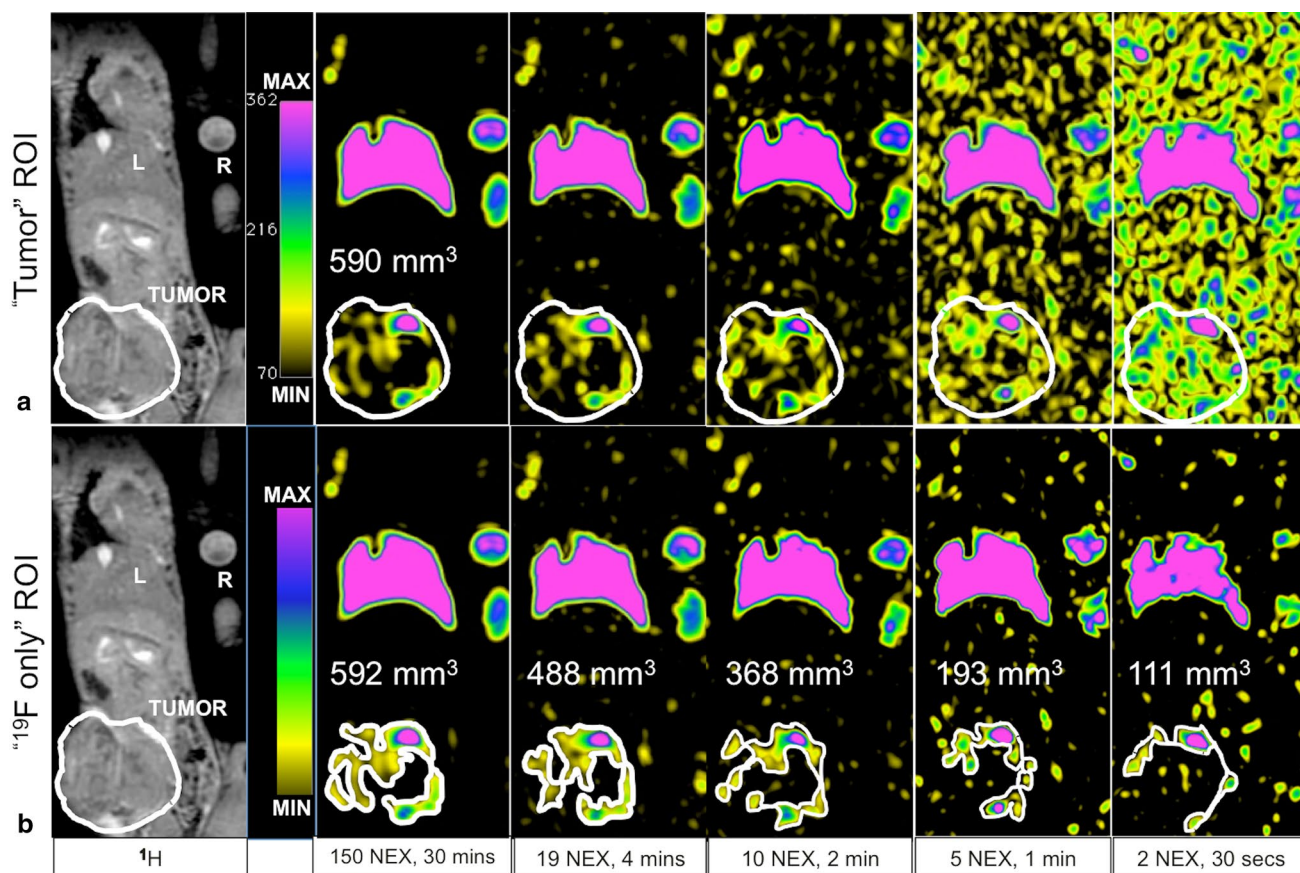 “Tumor” ROI
MAX
362
216
70
MIN
L
R
TUMOR
590 mm³
a
“¹⁹F only” ROI
MAX
MIN
L
R
TUMOR
592 mm³
488 mm³
368 mm³
193 mm³
111 mm³
b
¹H
150 NEX, 30 mins
19 NEX, 4 mins
10 NEX, 2 min
5 NEX, 1 min
2 NEX, 30 secs